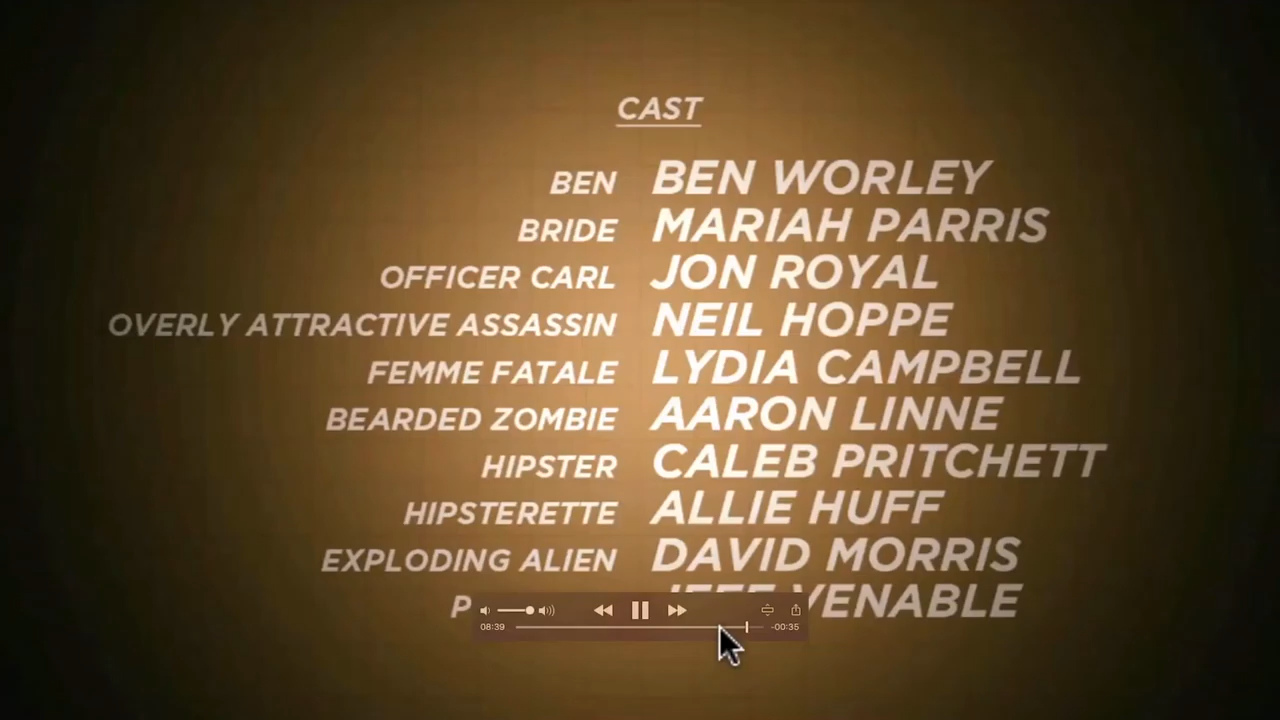 CAST
BEN BEN WORLEY
BRIDE MARIAH PARRIS
OFFICER CARL JON ROYAL
OVERLY ATTRACTIVE ASSASSIN NEIL HOPPE
FEMME FATALE LYDIA CAMPBELL
BEARDED ZOMBIE AARON LINNE
HIPSTER CALEB PRITCHETT
HIPSTERETTE ALLIE HUFF
EXPLODING ALIEN DAVID MORRIS
VENABLE
08:39 -00:35